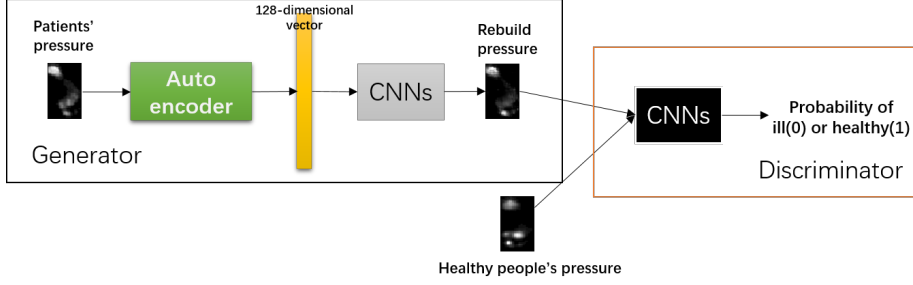 128-dimensional
vector
Patients'
pressure
Auto
encoder
CNNs
Rebuild
pressure
Generator
CNNs
Probability of
ill(0) or healthy(1)
Discriminator
Healthy people's pressure